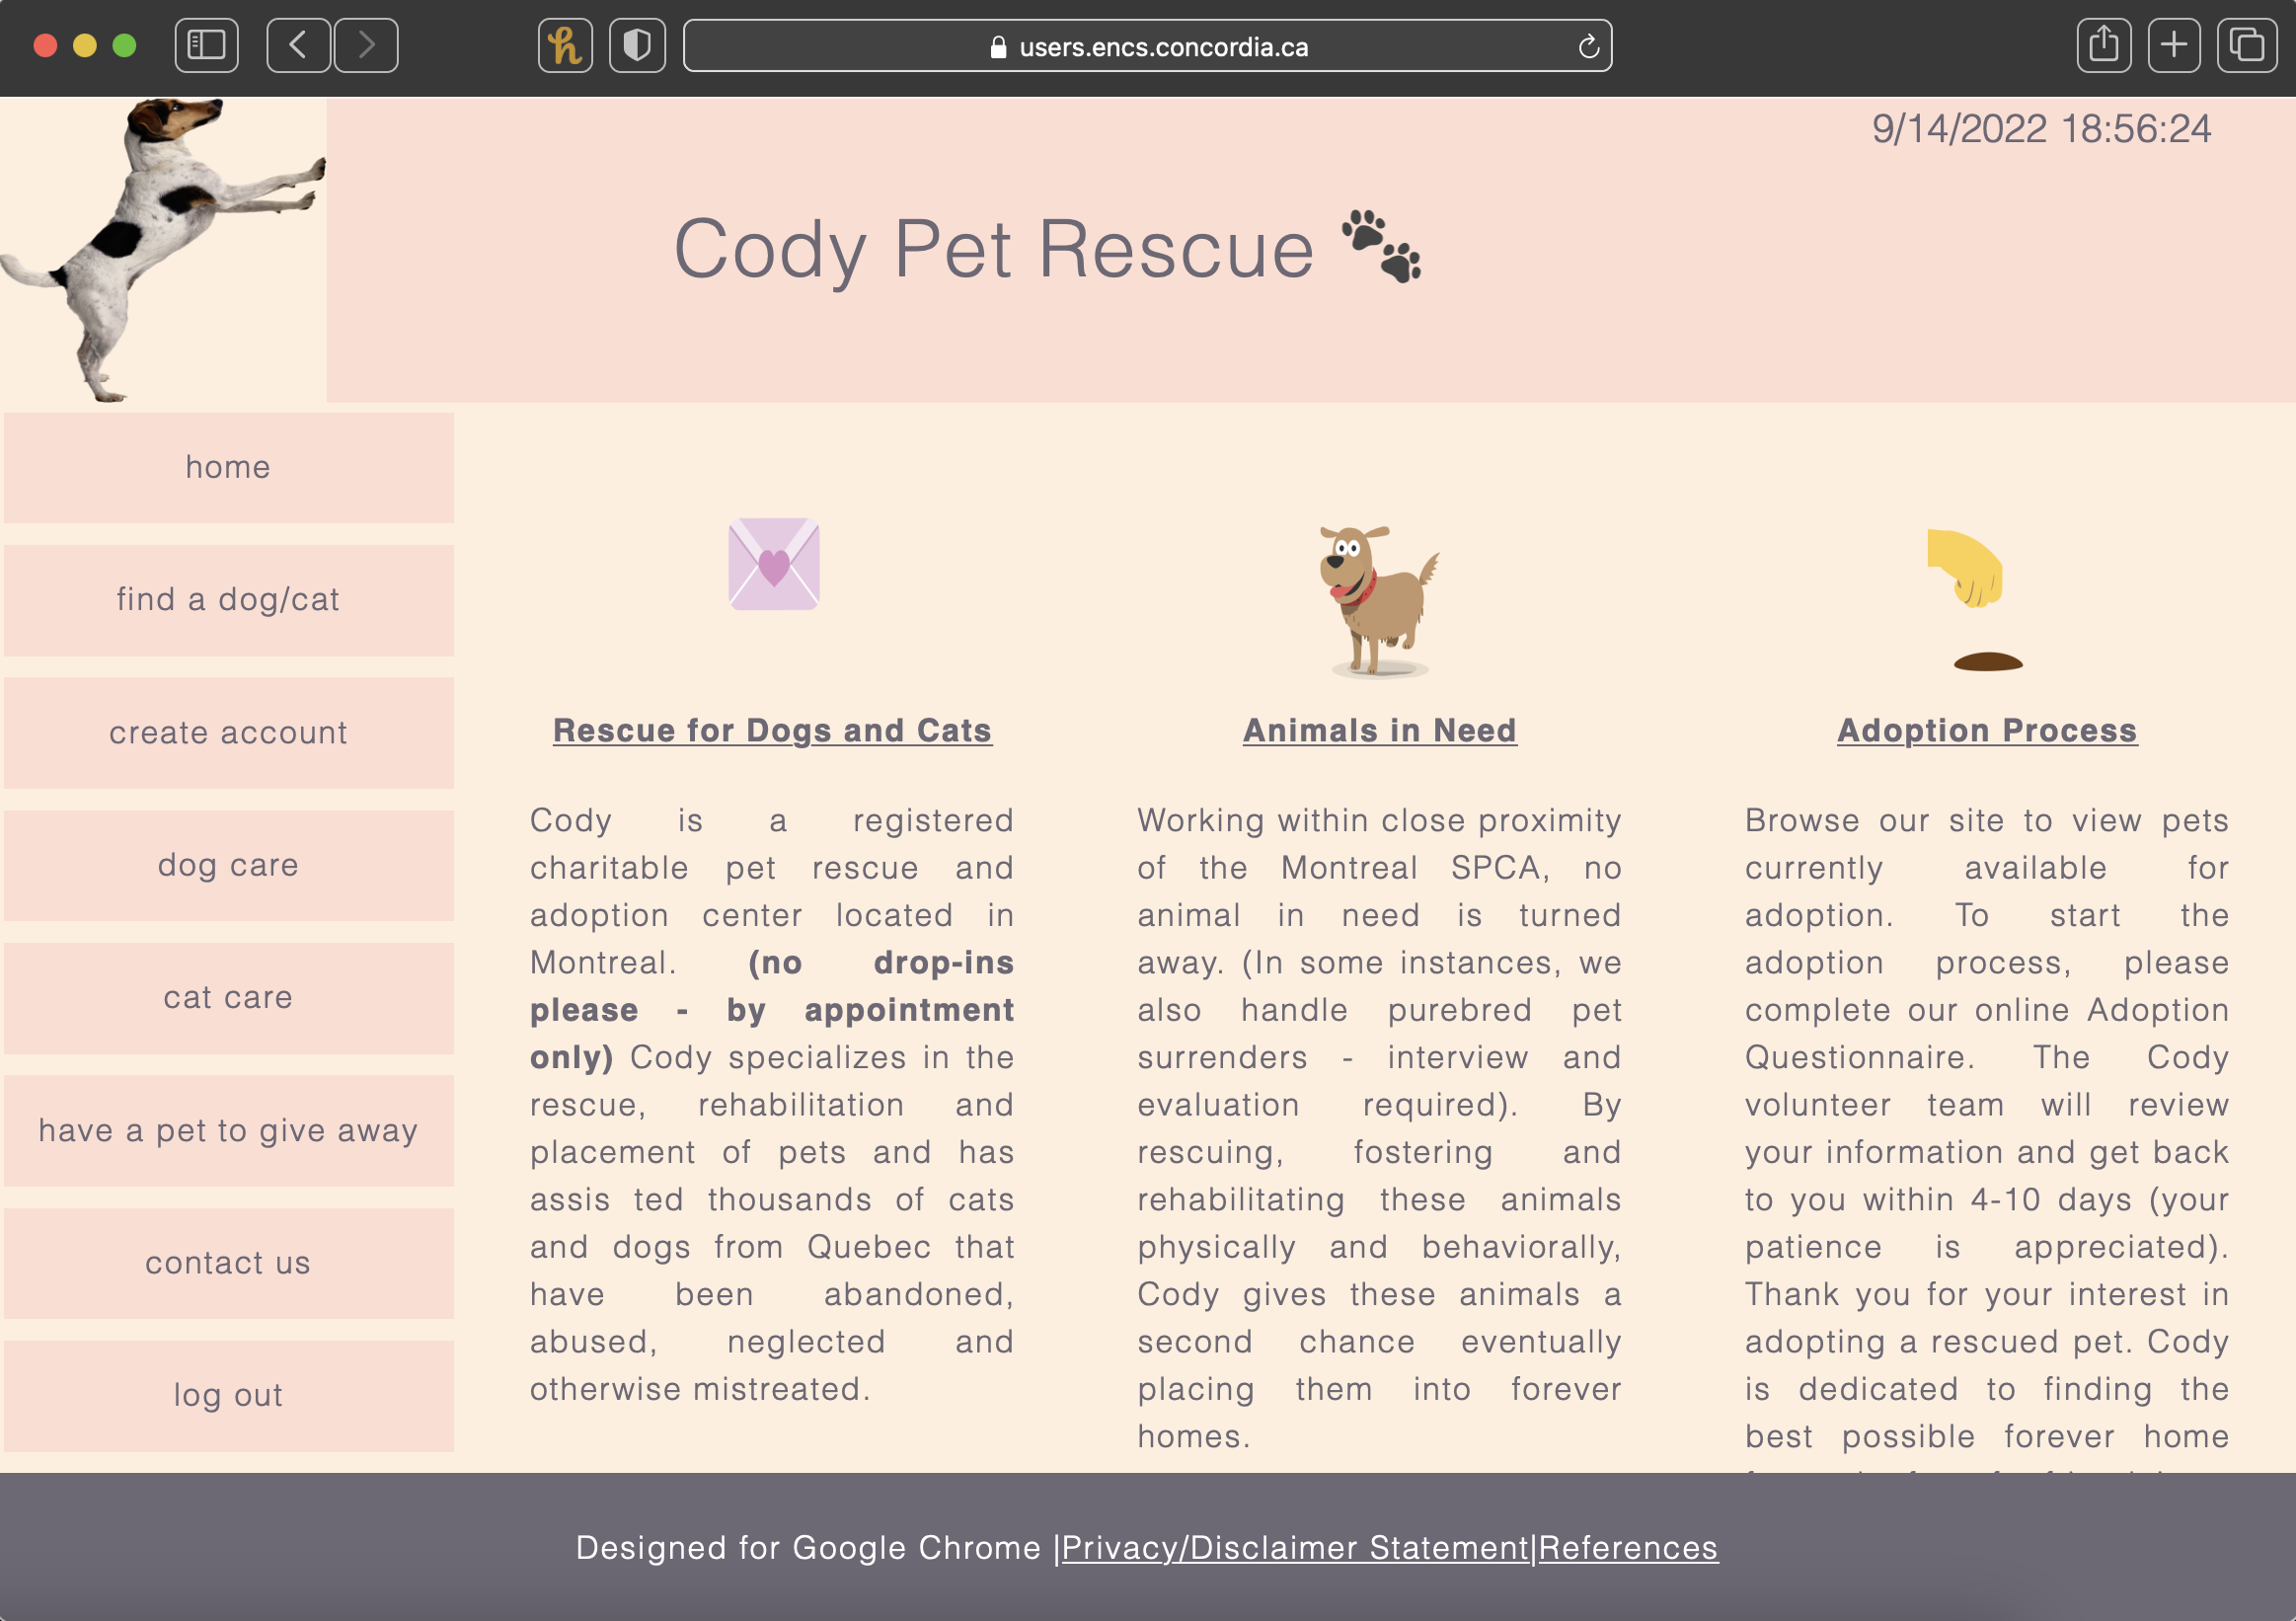 users.encs.concordia.ca
9/14/2022 18:56:24
Cody Pet Rescue
home
find a dog/cat
create account
dog care
cat care
have a pet to give away
contact us
log out
Rescue for Dogs and Cats
Cody is a registered
charitable pet rescue and
adoption center located in
Montreal. (no drop-ins
please - by appointment
only) Cody specializes in the
rescue, rehabilitation and
placement of pets and has
assis ted thousands of cats
and dogs from Quebec that
have been abandoned,
abused, neglected and
otherwise mistreated.
Animals in Need
Working within close proximity
of the Montreal SPCA, no
animal in need is turned
away. (In some instances, we
also handle purebred pet
surrenders - interview and
evaluation required). By
rescuing, fostering and
rehabilitating these animals
physically and behaviorally,
Cody gives these animals a
second chance eventually
placing them into forever
homes.
Adoption Process
Browse our site to view pets
currently available for
adoption. To start the
adoption process, please
complete our online Adoption
Questionnaire. The Cody
volunteer team will review
your information and get back
to you within 4-10 days (your
patience is appreciated).
Thank you for your interest in
adopting a rescued pet. Cody
is dedicated to finding the
best possible forever home
Designed for Google Chrome |Privacy/Disclaimer Statement|References